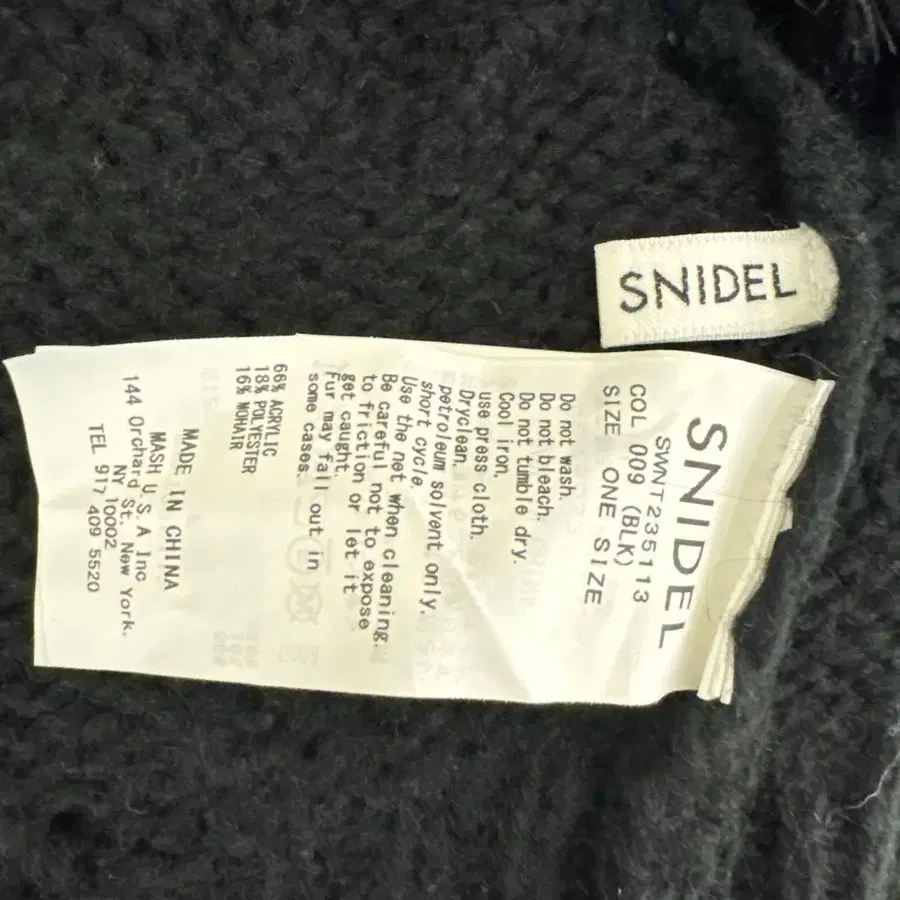 SNIDEL
SNIDEL
SWNT235113
COL 009 (BLK)
SIZE ONE SIZE
Do not wash.
Do not bleach.
Do not tumble dry.
Cool iron.
use press cloth.
Dryclean.
petroleum solvent only.
short cycle.
Use the net when cleaning.
Be careful not to expose
to friction or let it
get caught.
Fur may fall out in
some cases.
66% ACRYLIC
18% POLYESTER
16% MOHAIR
MADE IN CHINA
MASH U.S.A Inc
144 Orchard St. New York.
NY 10002
TEL 917 409 5520